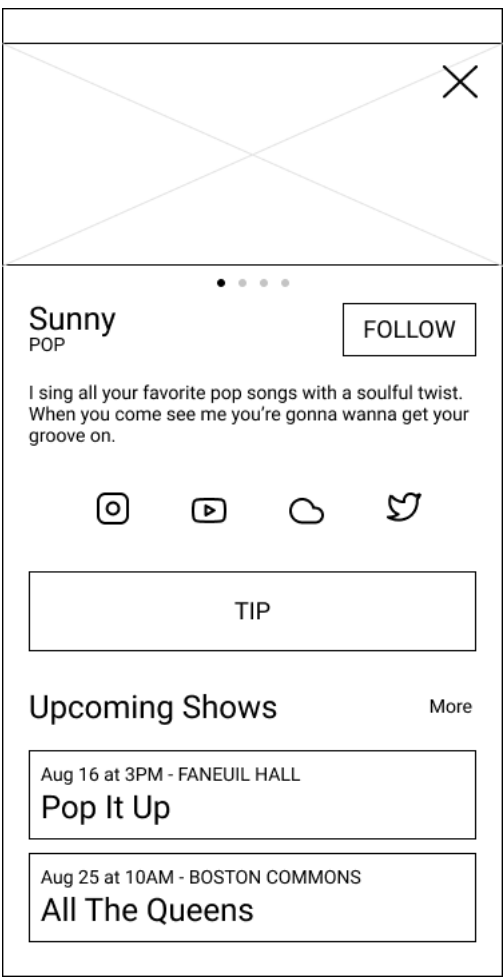 Sunny
FOLLOW
POP
I sing all your favorite pop songs with a soulful twist.
When you come see me you’re gonna wanna get your
groove on.
TIP
Upcoming Shows
More
Aug 16 at 3PM - FANEUIL HALL
Pop It Up
Aug 25 at 10AM - BOSTON COMMONS
All The Queens